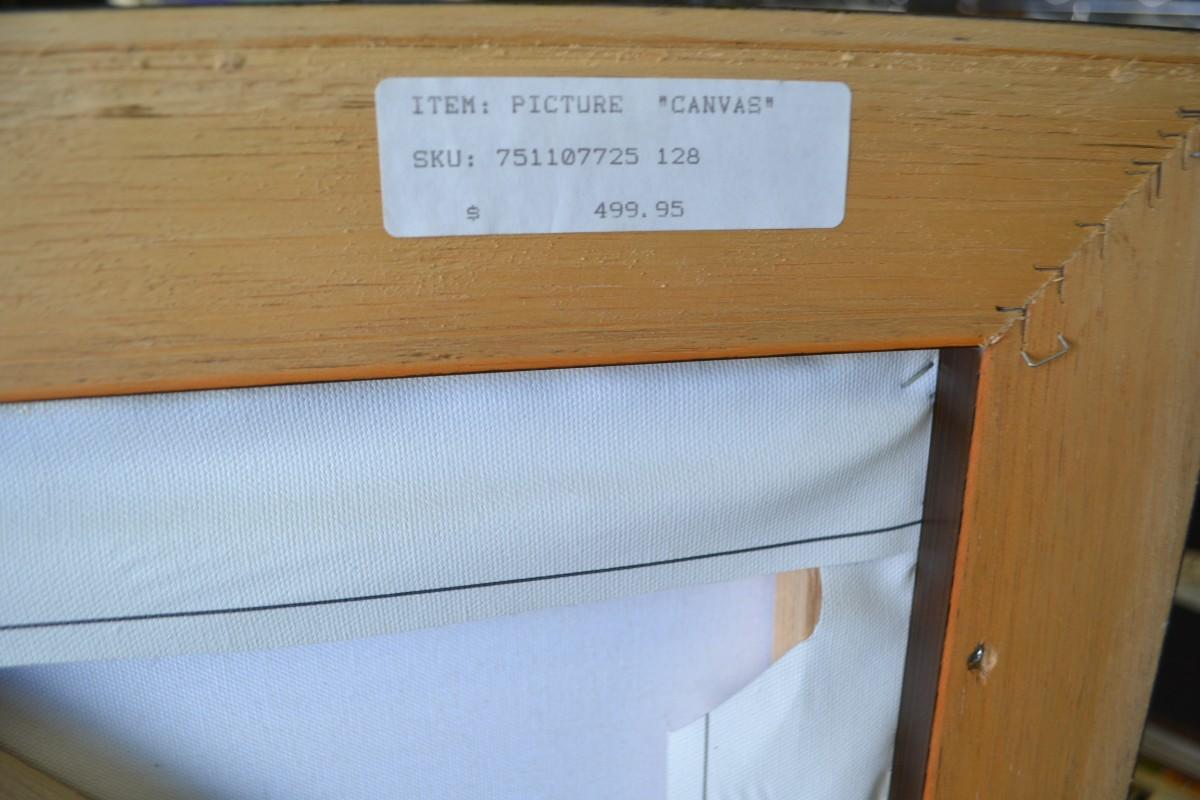 ITEM: PICTURE "CANVAS"
SKU: 751107725 128
$ 499.95